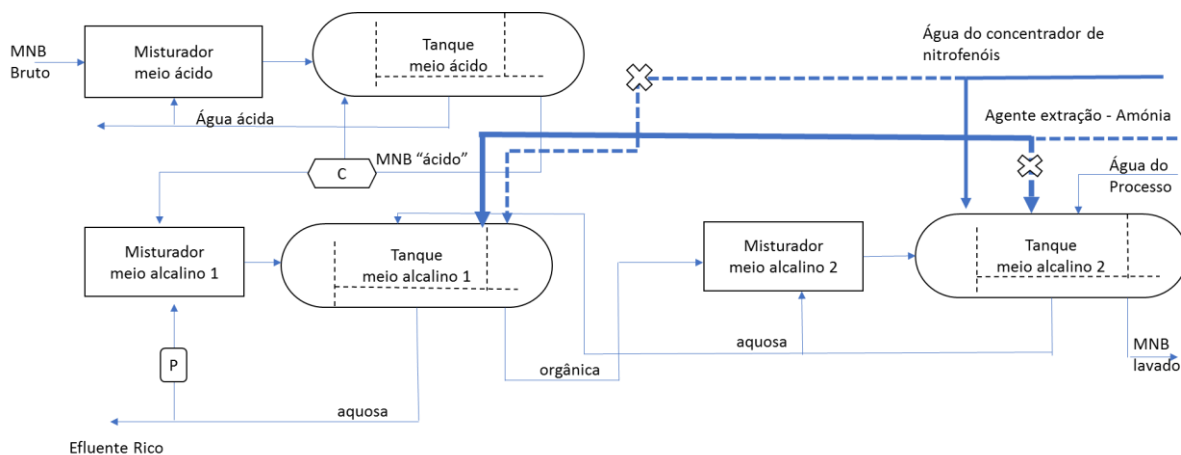 MNB
Bruto
Misturador
meio ácido
Tanque
meio ácido
Água do concentrador de
nitrofenóis
Água ácida
MNB “ácido”
C
Agente extração - Amónia
Água do
Processo
Misturador
meio alcalino 1
Tanque
meio alcalino 1
Misturador
meio alcalino 2
Tanque
meio alcalino 2
P
aquosa
orgânica
aquosa
MNB
lavado
Efluente Rico